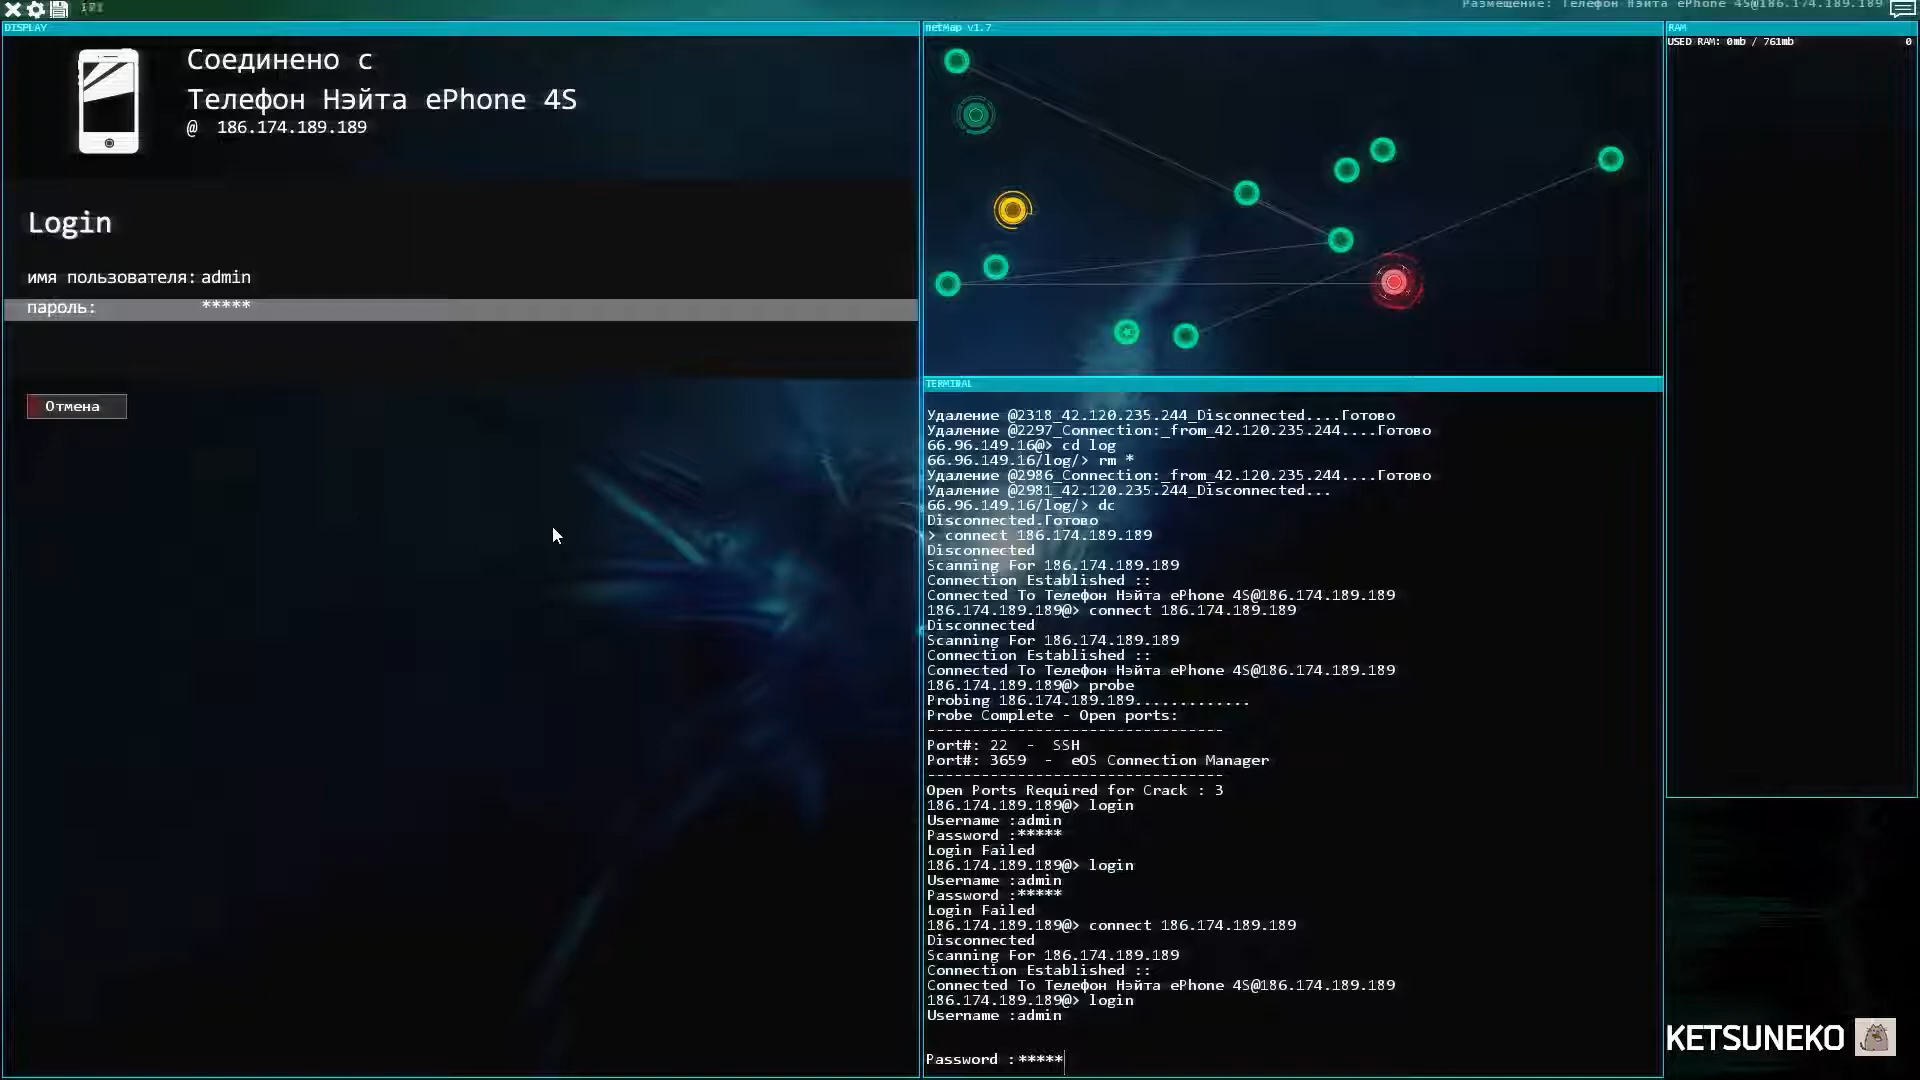 Размещение: Телефон Нэйта ePhone 4S@186.174.189.189
DISPLAY
Соединено с
Телефон Нэйта ePhone 4S
@ 186.174.189.189
Login
имя пользователя: admin
пароль: *****
Отмена
netMap v1.7
TERMINAL
Удаление @2318_42.120.235.244_Disconnected....Готово
Удаление @2297_Connection:_from_42.120.235.244....Готово
66.96.149.16@> cd log
66.96.149.16/log/> rm *
Удаление @2986_Connection:_from_42.120.235.244....Готово
Удаление @2981_42.120.235.244_Disconnected...
66.96.149.16/log/> dc
Disconnected.Готово
> connect 186.174.189.189
Disconnected
Scanning For 186.174.189.189
Connection Established ::
Connected To Телефон Нэйта ePhone 4S@186.174.189.189
186.174.189.189@> connect 186.174.189.189
Disconnected
Scanning For 186.174.189.189
Connection Established ::
Connected To Телефон Нэйта ePhone 4S@186.174.189.189
186.174.189.189@> probe
Probing 186.174.189.189.............
Probe Complete - Open ports:
---------------------------------
Port#: 22 - SSH
Port#: 3659 - eOS Connection Manager
---------------------------------
Open Ports Required for Crack : 3
186.174.189.189@> login
Username :admin
Password :*****
Login Failed
186.174.189.189@> login
Username :admin
Password :*****
Login Failed
186.174.189.189@> connect 186.174.189.189
Disconnected
Scanning For 186.174.189.189
Connection Established ::
Connected To Телефон Нэйта ePhone 4S@186.174.189.189
186.174.189.189@> login
Username :admin
Password :*****
RAM
USED RAM: 0mb / 761mb 0
KETSUNEKO